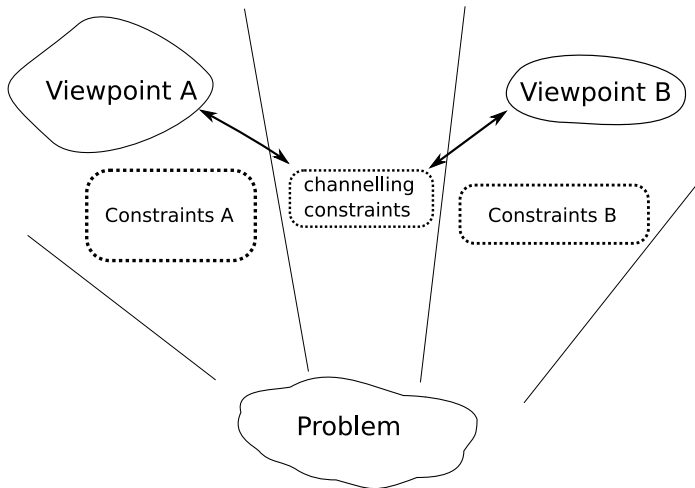 Viewpoint A
Viewpoint B
channelling
constraints
Constraints A
Constraints B
Problem